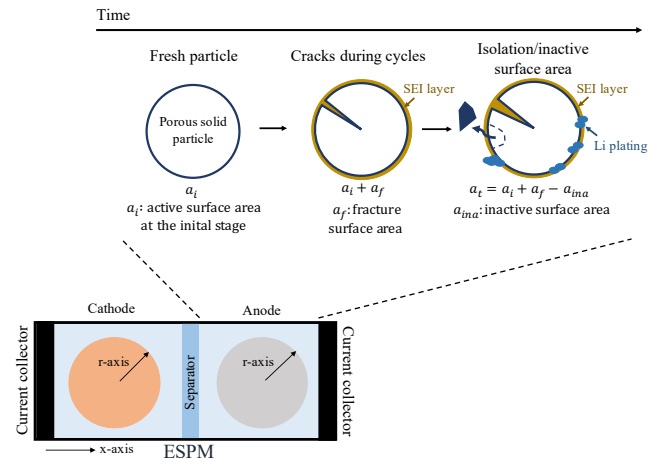 Time
Fresh particle
Cracks during cycles
Isolation/inactive
surface area
SEI layer
SEI layer
Porous solid
particle
Li plating
a_i
a_i: active surface area
at the inital stage
a_i + a_f
a_f: fracture
surface area
a_t = a_i + a_f − a_ina
a_ina: inactive surface area
Cathode
Anode
Current collector
r-axis
Separator
r-axis
Current collector
x-axis
ESPM